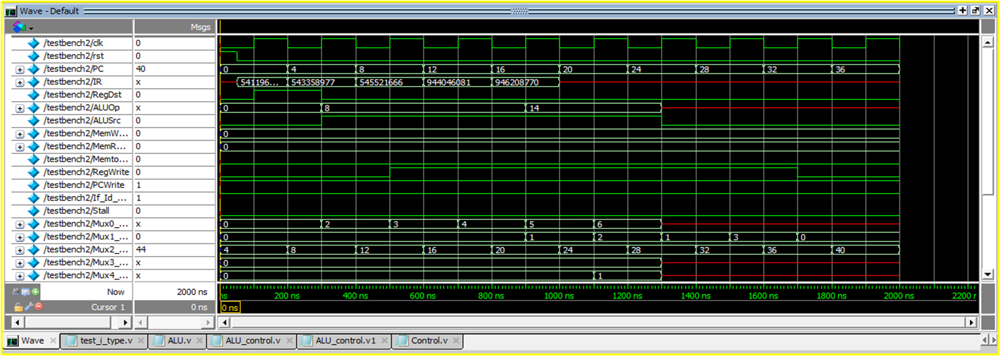 Wave - Default
Msgs
/testbench2/clk 0
/testbench2/rst 0
/testbench2/PC 40 0 4 8 12 16 20 24 28 32 36
/testbench2/IR x 541196... 543358977 545521666 944046081 946208770
/testbench2/RegDst 0
/testbench2/ALUOp x 0 8 14
/testbench2/ALUSrc 0
/testbench2/MemW... 0 0
/testbench2/MemR... 0 0
/testbench2/Memto... 0
/testbench2/RegWrite 0
/testbench2/PCWrite 1
/testbench2/If_Id_... 1
/testbench2/Stall 0
/testbench2/Mux0_... x 0 2 3 4 5 6
/testbench2/Mux1_... 0 0 1 2 1 3 0
/testbench2/Mux2_... 44 4 8 12 16 20 24 28 32 36 40
/testbench2/Mux3_... x 0
/testbench2/Mux4_... x 0 1
Now 2000 ns ns 200 ns 400 ns 600 ns 800 ns 1000 ns 1200 ns 1400 ns 1600 ns 1800 ns 2000 ns 2200 r
Cursor 1 0 ns 0 ns
Wave test_i_type.v ALU.v ALU_control.v ALU_control.v1 Control.v